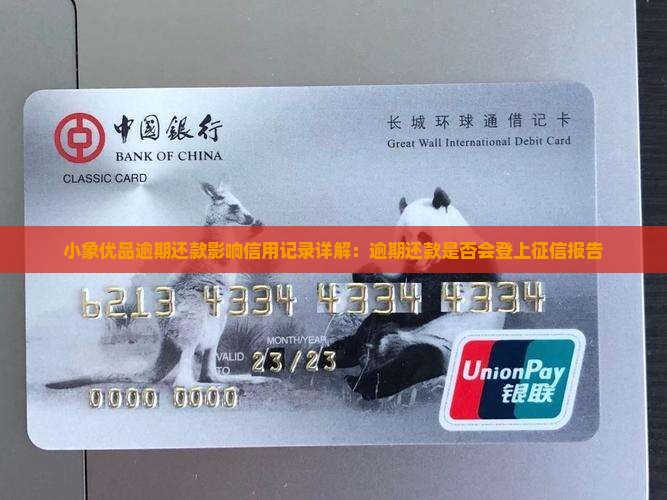 中國銀行
BANK OF CHINA
CLASSIC CARD
长城环球通借记卡
Great Wall International Debit Card
小象优品逾期还款影响信用记录详解：逾期还款是否会登上征信报告
6213 4334 4334 4334
MONTH/YEAR
VALID TO 23/23
0000 0000
UnionPay
银联